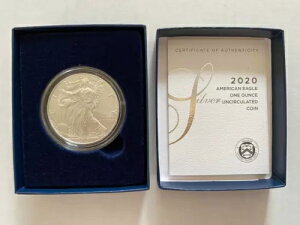 CERTIFICATE OF AUTHENTICITY
2020
AMERICAN EAGLE
ONE OUNCE
Silver
UNCIRCULATED
COIN